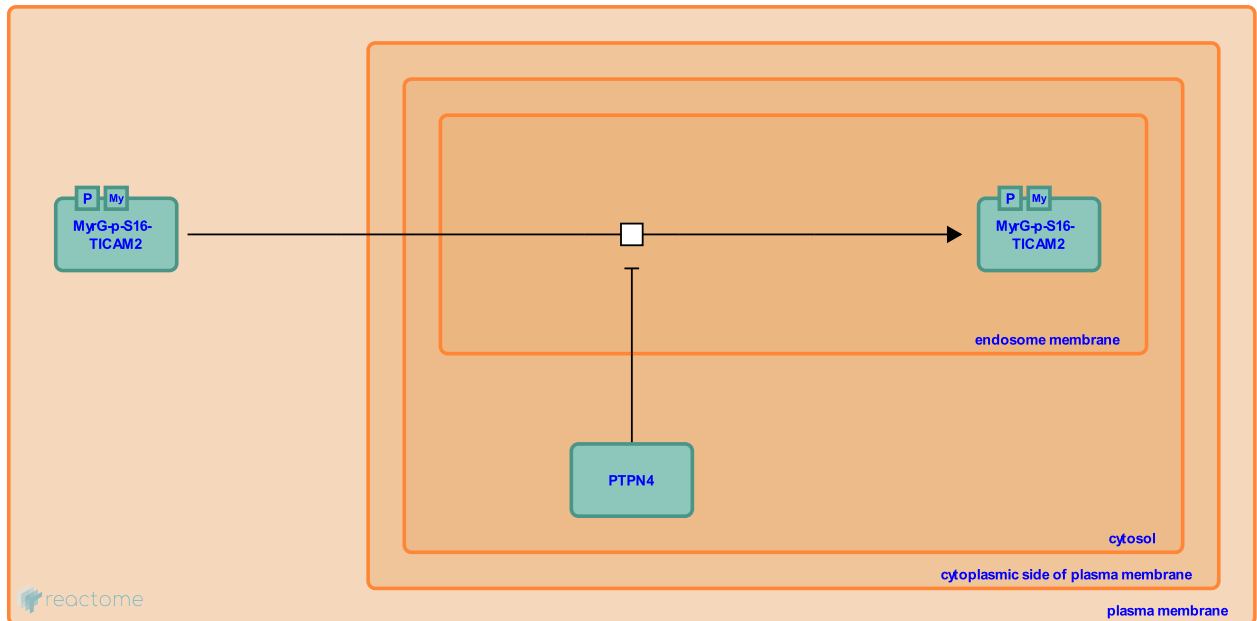 P My
MyrG-p-S16-
TICAM2
P My
MyrG-p-S16-
TICAM2
endosome membrane
PTPN4
cytosol
cytoplasmic side of plasma membrane
reactome
plasma membrane